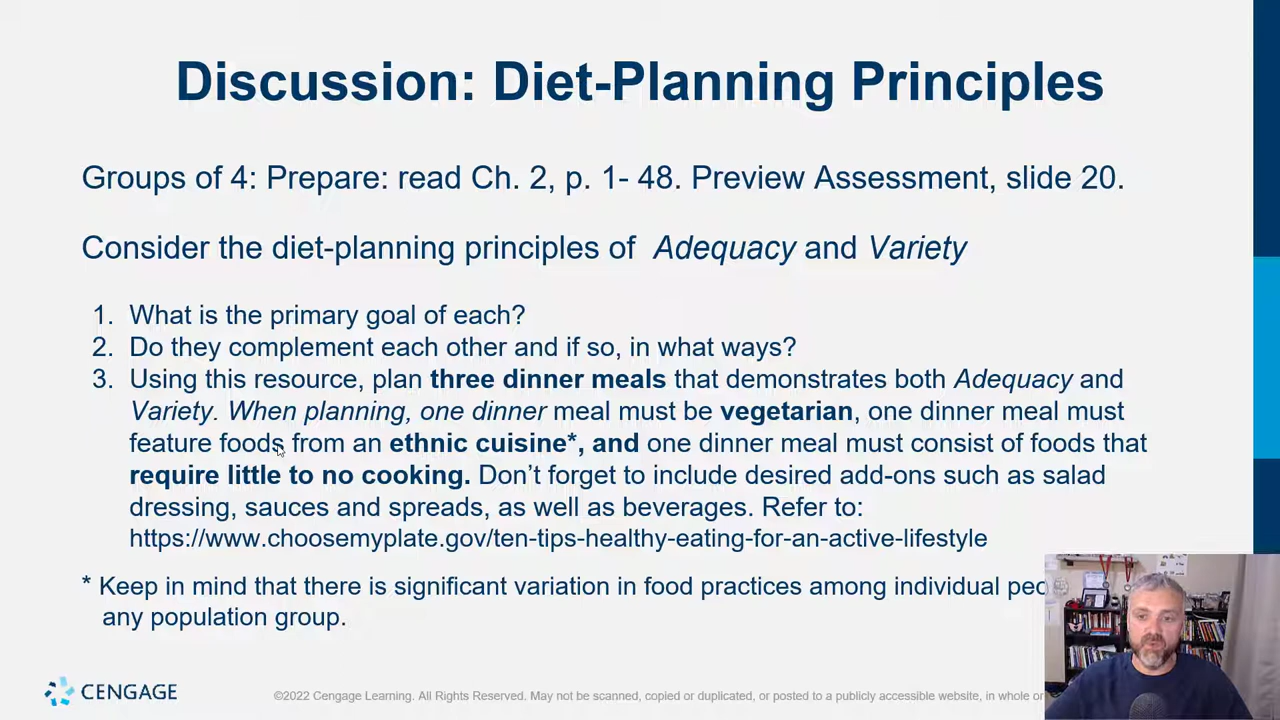 Discussion: Diet-Planning Principles
Groups of 4: Prepare: read Ch. 2, p. 1- 48. Preview Assessment, slide 20.
Consider the diet-planning principles of Adequacy and Variety
1. What is the primary goal of each?
2. Do they complement each other and if so, in what ways?
3. Using this resource, plan three dinner meals that demonstrates both Adequacy and
Variety. When planning, one dinner meal must be vegetarian, one dinner meal must
feature foods from an ethnic cuisine*, and one dinner meal must consist of foods that
require little to no cooking. Don’t forget to include desired add-ons such as salad
dressing, sauces and spreads, as well as beverages. Refer to:
https://www.choosemyplate.gov/ten-tips-healthy-eating-for-an-active-lifestyle
* Keep in mind that there is significant variation in food practices among individual
any population group.
CENGAGE
©2022 Cengage Learning. All Rights Reserved. May not be scanned, copied or duplicated, or posted to a publicly accessible website, in whole or